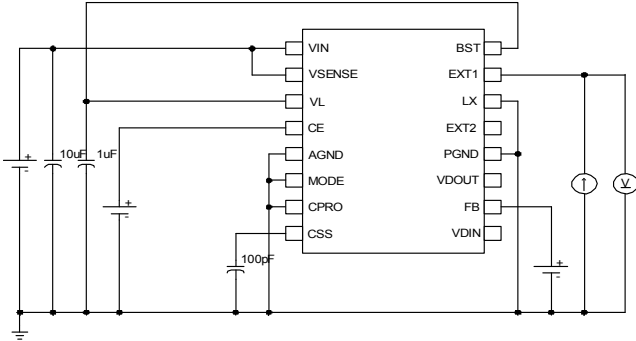 VIN BST
VSENSE EXT1
VL LX
CE EXT2
AGND PGND
10uF 1uF
MODE VDOUT
CPRO FB
CSS VDIN
100pF
+
-
+
-
+
-
V